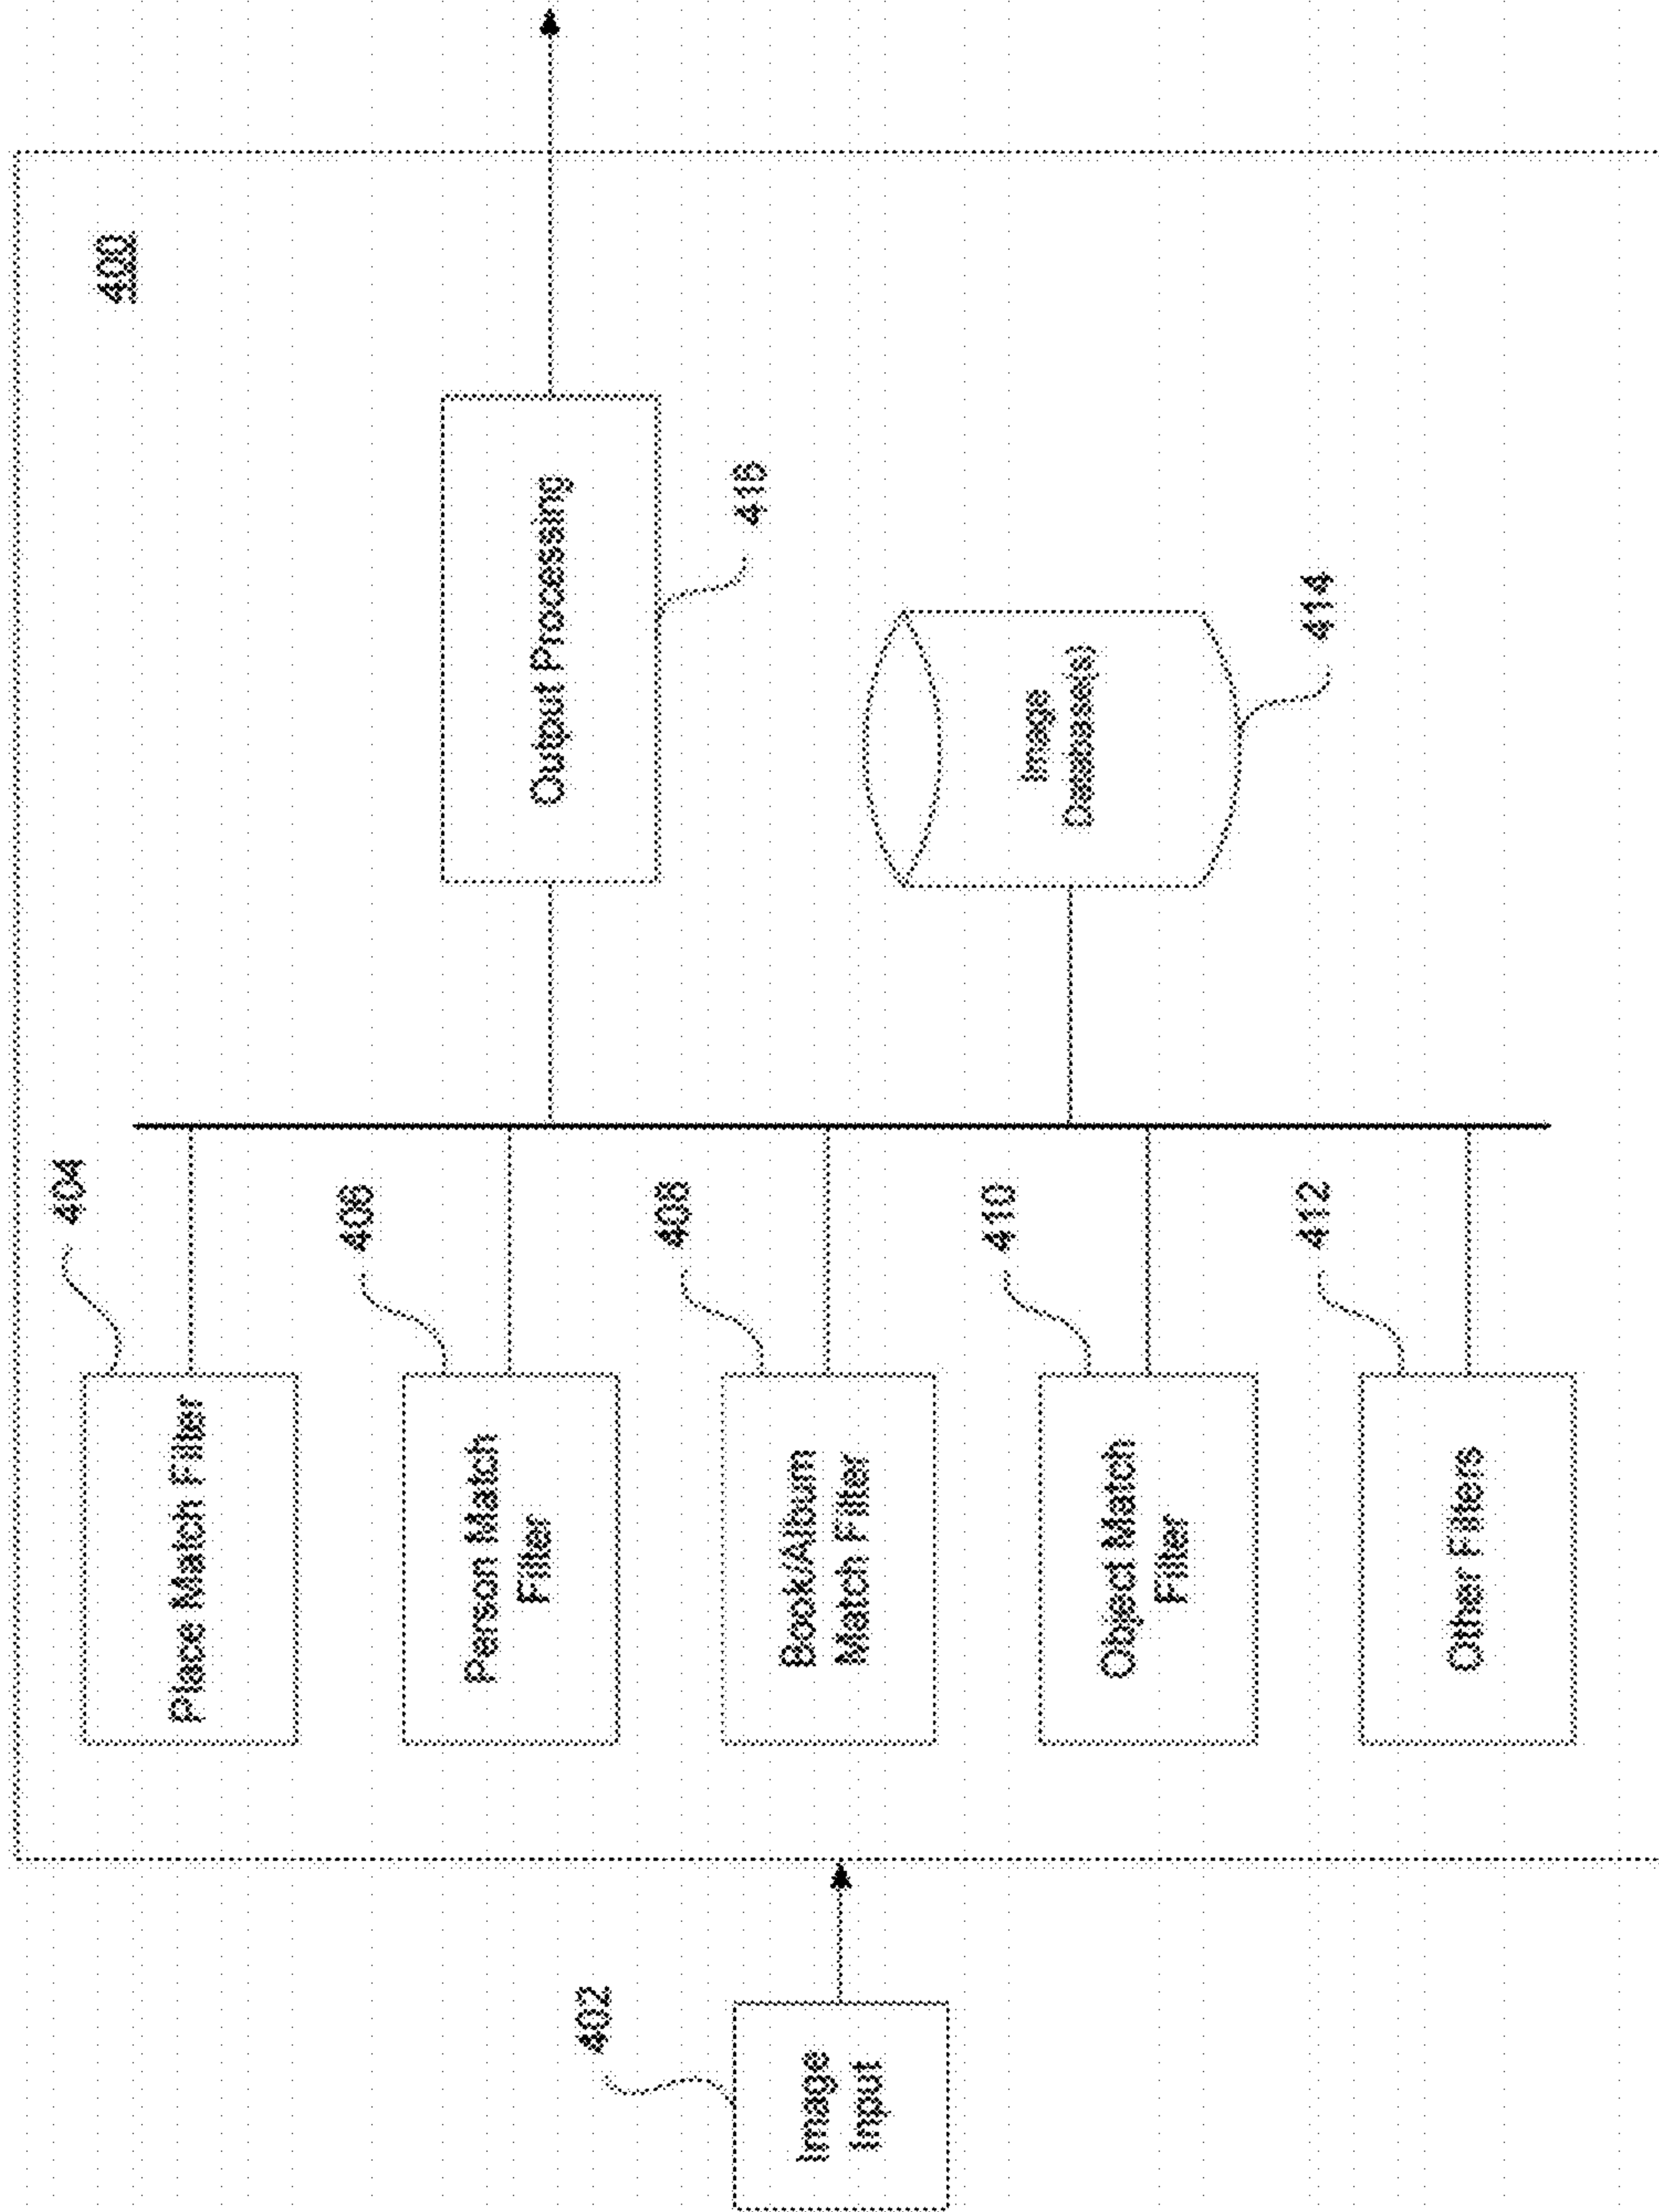 400
402
Image
Input
404
Place Match Filter
406
Person Match
Filter
408
Book/Album
Match Filter
410
Object Match
Filter
412
Other Filters
Output Processing
416
Image
Database(s)
414